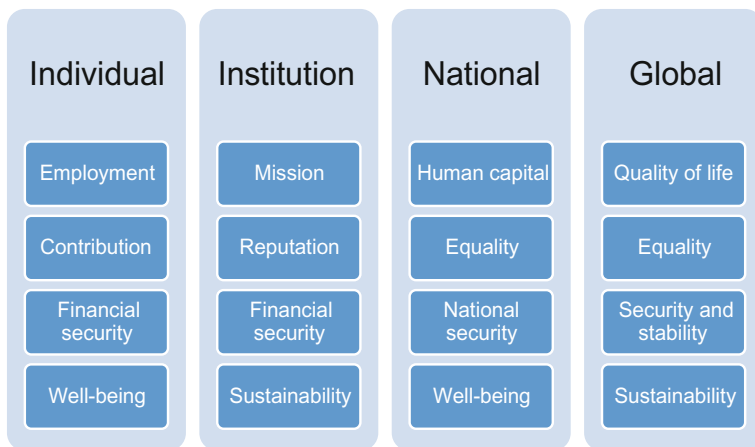 Individual
Employment
Contribution
Financial
security
Well-being
Institution
Mission
Reputation
Financial
security
Sustainability
National
Human capital
Equality
National
security
Well-being
Global
Quality of life
Equality
Security and
stability
Sustainability